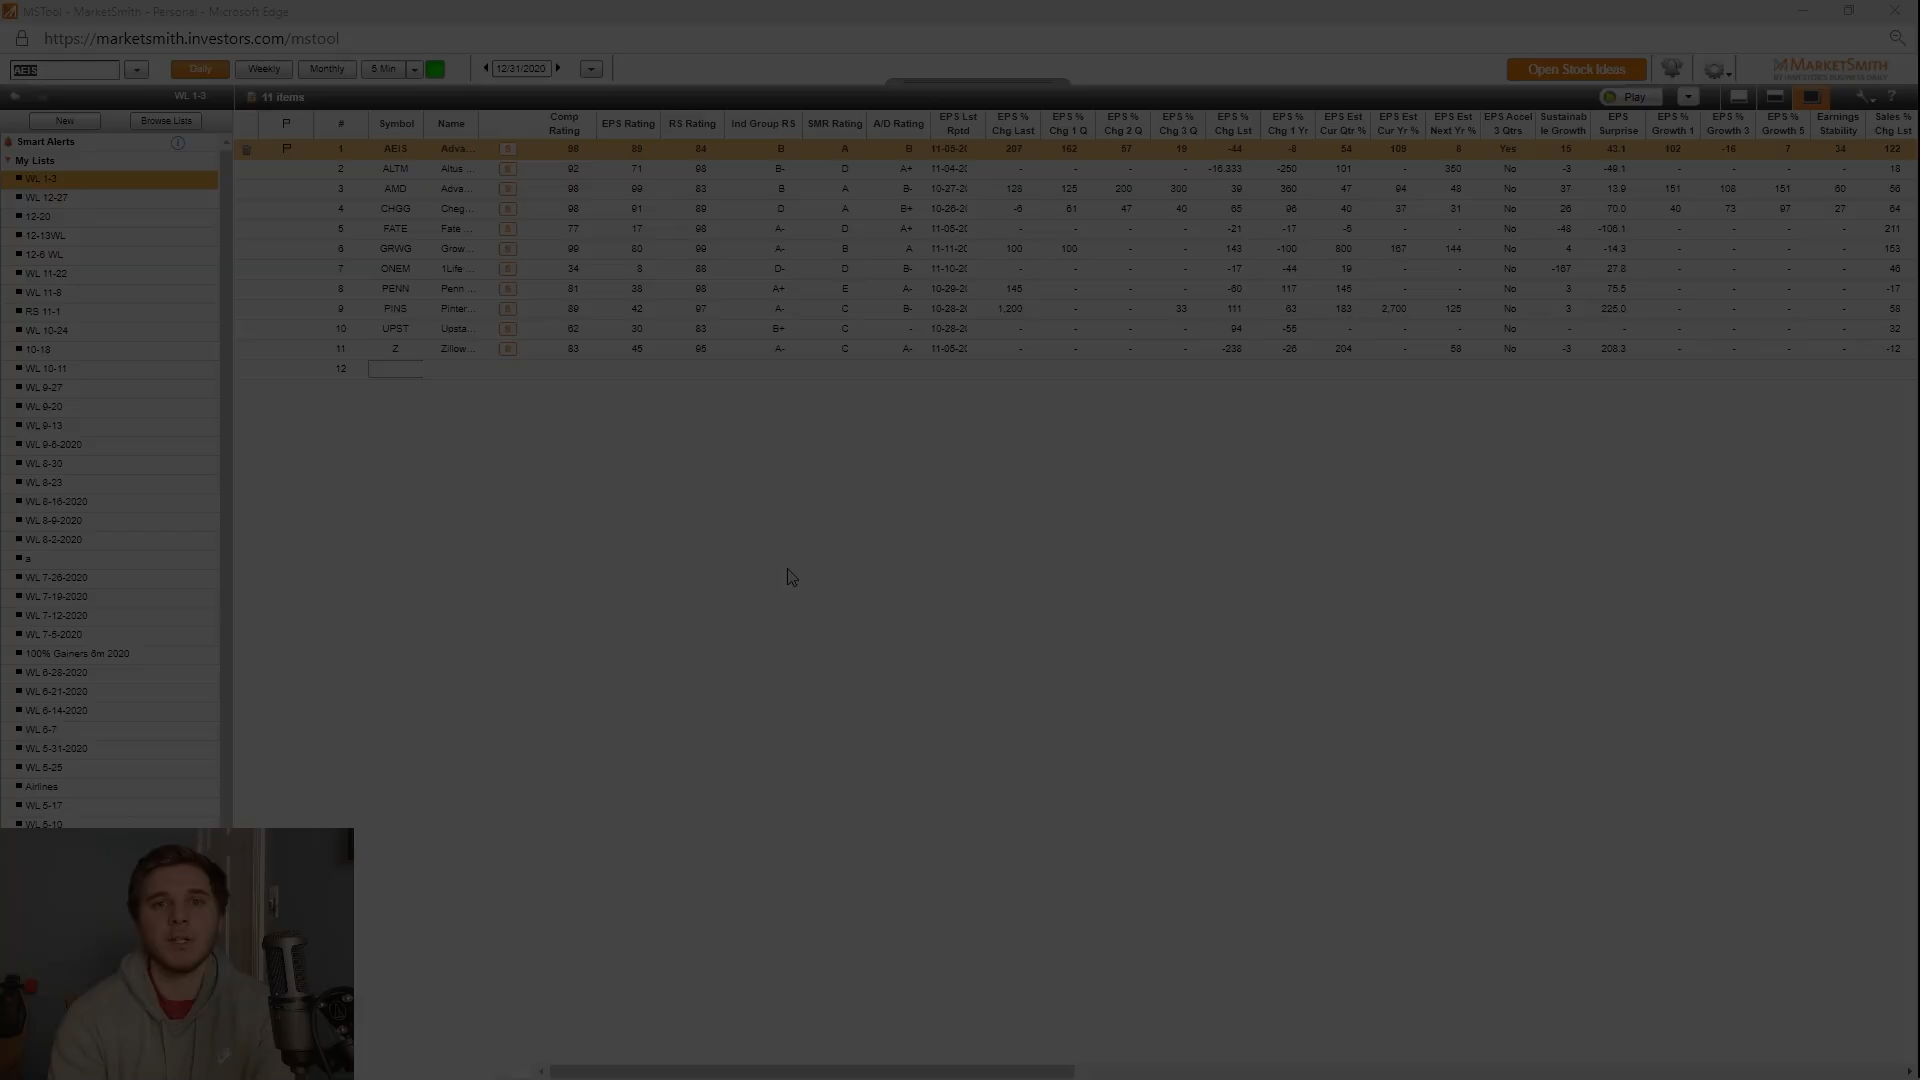 MSTool - MarketSmith - Personal - Microsoft Edge
https://marketsmith.investors.com/mstool
AEIS Daily Weekly Monthly 5 Min 12/31/2020 Open Stock Ideas MARKETSMITH
BY INVESTOR'S BUSINESS DAILY
WL 1-3 11 items Play ?
New Browse Lists
# Symbol Name Comp Rating EPS Rating RS Rating Ind Group RS SMR Rating A/D Rating EPS Lst Rptd EPS % Chg Last EPS % Chg 1 Q EPS % Chg 2 Q EPS % Chg 3 Q EPS % Chg Lst EPS % Chg 1 Yr EPS Est Cur Qtr % EPS Est Cur Yr % EPS Est Next Yr % EPS Accel 3 Qtrs Sustainab le Growth EPS Surprise EPS % Growth 1 EPS % Growth 3 EPS % Growth 5 Earnings Stability Sales % Chg Lst
1 AEIS Adva... 98 89 84 B A B 11-05-20 207 162 57 19 -44 -8 54 109 8 Yes 15 43.1 102 -16 7 34 122
2 ALTM Altus ... 92 71 98 B- D A+ 11-04-20 - - - - -16.333 -250 101 - 350 No -3 -49.1 - - - - 18
3 AMD Adva... 98 99 83 B A B- 10-27-20 128 125 200 300 39 360 47 94 48 No 37 13.9 151 108 151 60 56
4 CHGG Cheg... 98 91 89 D A B+ 10-26-20 -6 61 47 40 65 96 40 37 31 No 26 70.0 40 73 97 27 64
5 FATE Fate ... 77 17 98 A- D A+ 11-05-20 - - - - -21 -17 -5 - - No -48 -106.1 - - - - 211
6 GRWG Grow... 99 80 99 A- B A 11-11-20 100 100 - - 143 -100 800 167 144 No 4 -14.3 - - - - 153
7 ONEM 1Life ... 34 8 88 D- D B- 11-10-20 - - - - -17 -44 19 - - No -167 27.8 - - - - 46
8 PENN Penn ... 81 38 98 A+ E A- 10-29-20 145 - - - -60 117 145 - - No 3 75.5 - - - - -17
9 PINS Pinter... 89 42 97 A- C B- 10-28-20 1,200 - - 33 111 63 183 2,700 125 No 3 225.0 - - - - 58
10 UPST Upsta... 62 30 83 B+ C - 10-28-20 - - - - 94 -55 - - - No - - - - - - 32
11 Z Zillow... 83 45 95 A- C A- 11-05-20 - - - - -238 -26 204 - 58 No -3 208.3 - - - - -12
12
Smart Alerts
My Lists
WL 1-3
WL 12-27
12-20
12-13WL
12-6 WL
WL 11-22
WL 11-8
RS 11-1
WL 10-24
10-18
WL 10-11
WL 9-27
WL 9-20
WL 9-13
WL 9-6-2020
WL 8-30
WL 8-23
WL 8-16-2020
WL 8-9-2020
WL 8-2-2020
a
WL 7-26-2020
WL 7-19-2020
WL 7-12-2020
WL 7-5-2020
100% Gainers 6m 2020
WL 6-28-2020
WL 6-21-2020
WL 6-14-2020
WL 6-7
WL 5-31-2020
WL 5-25
Airlines
WL 5-17
WL 5-10